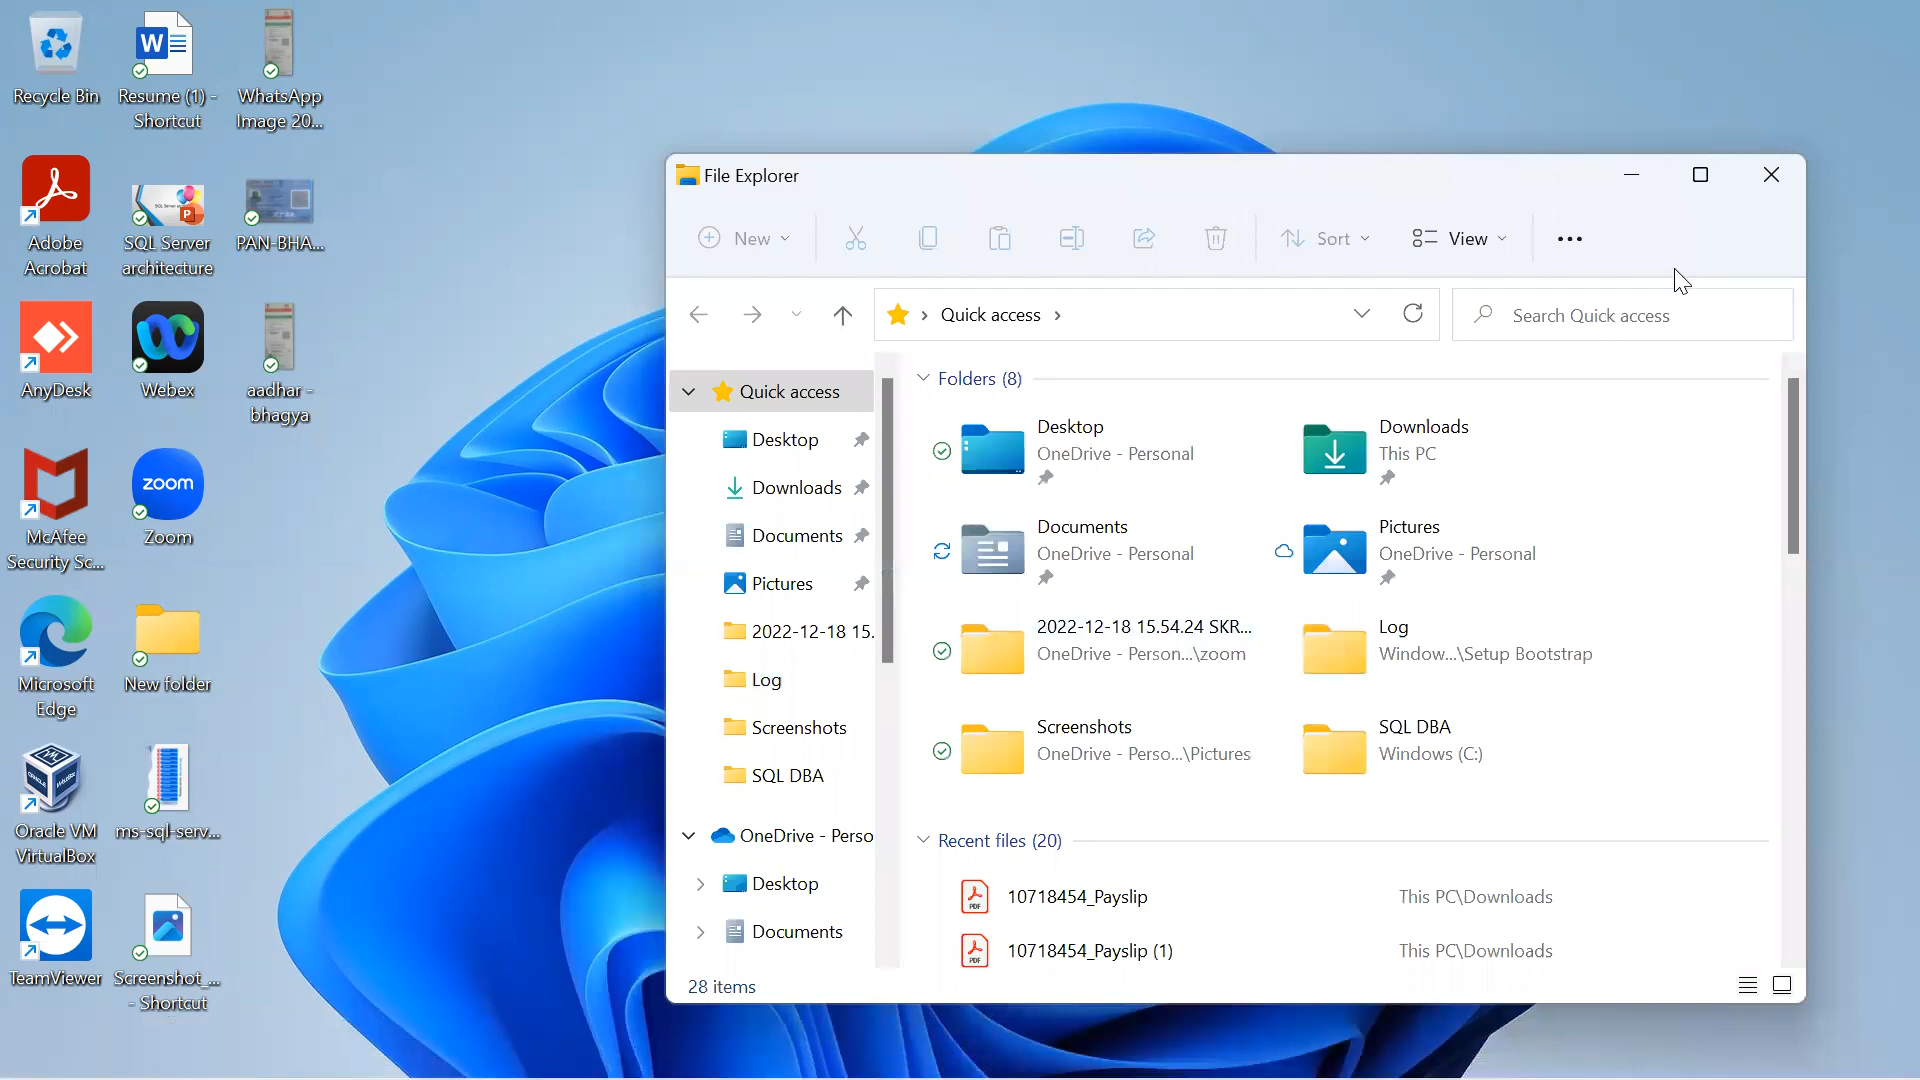 Recycle Bin
Resume (1) -
Shortcut
WhatsApp
Image 20...
Adobe
Acrobat
SQL Server
architecture
PAN-BHA...
AnyDesk
Webex
aadhar -
bhagya
McAfee
Security Sc...
zoom
Zoom
Microsoft
Edge
New folder
Oracle VM
VirtualBox
ms-sql-serv...
TeamViewer
Screenshot_...
- Shortcut
File Explorer
New
Sort
View
Quick access
Search Quick access
Quick access
Desktop
Downloads
Documents
Pictures
2022-12-18 15.
Log
Screenshots
SQL DBA
OneDrive - Perso
Desktop
Documents
Folders (8)
Desktop
OneDrive - Personal
Downloads
This PC
Documents
OneDrive - Personal
Pictures
OneDrive - Personal
2022-12-18 15.54.24 SKR...
OneDrive - Person...\zoom
Log
Window...\Setup Bootstrap
Screenshots
OneDrive - Perso...\Pictures
SQL DBA
Windows (C:)
Recent files (20)
PDF
10718454_Payslip
This PC\Downloads
PDF
10718454_Payslip (1)
This PC\Downloads
28 items